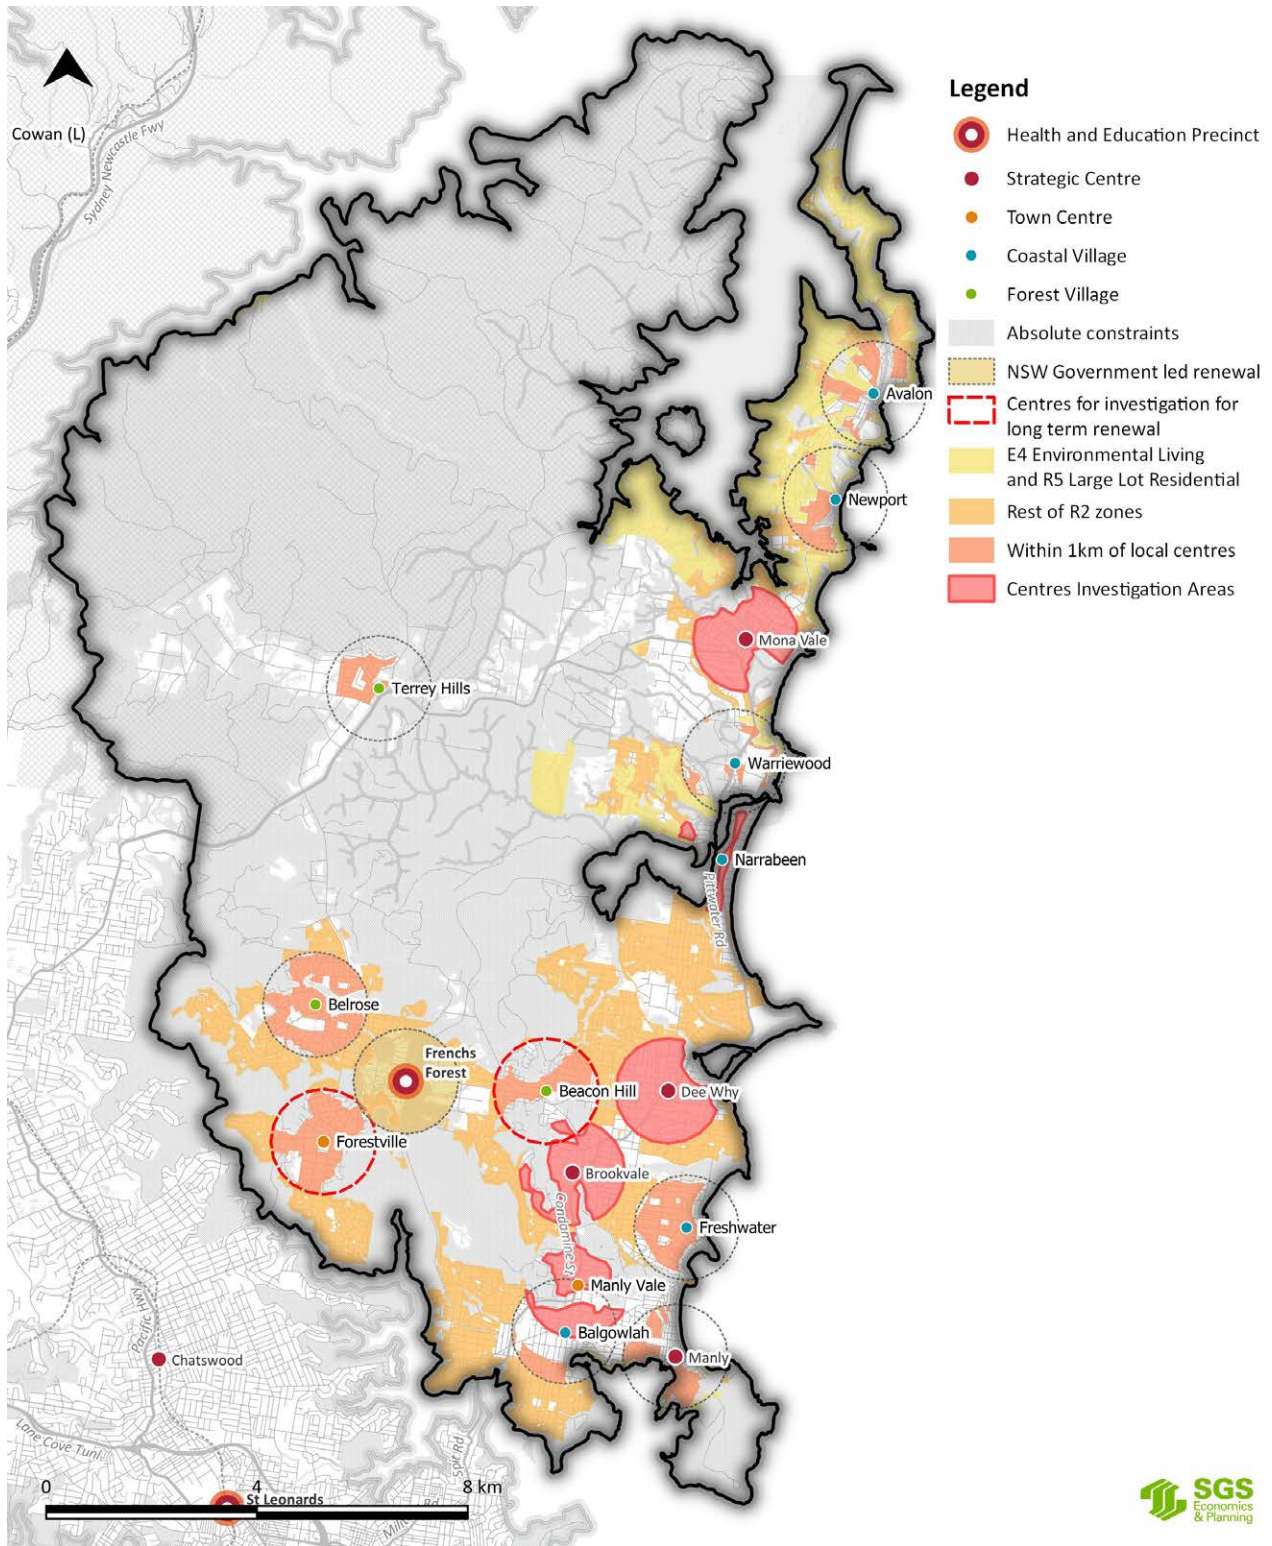 Legend
Health and Education Precinct
Strategic Centre
Town Centre
Coastal Village
Forest Village
Absolute constraints
NSW Government led renewal
Centres for investigation for
long term renewal
E4 Environmental Living
and R5 Large Lot Residential
Rest of R2 zones
Within 1km of local centres
Centres Investigation Areas
Cowan (L)
Sydney Newcastle Fwy
Avalon
Newport
Mona Vale
Terrey Hills
Warriewood
Narrabeen
Pittwater Rd
Belrose
Frenchs
Forest
Beacon Hill
Dee Why
Forestville
Brookvale
Condamine St
Freshwater
Manly Vale
Balgowlah
Manly
Pacific Hwy
Chatswood
Lane Cove Tunl
St Leonards
Rd
0 4 8 km
SGS
Economics
& Planning